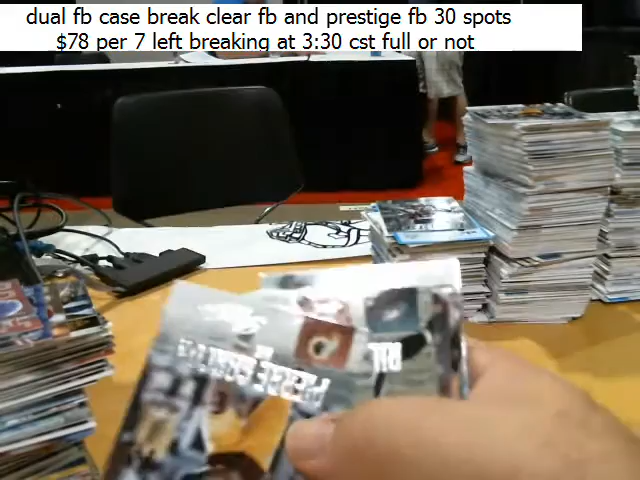 dual fb case break clear fb and prestige fb 30 spots
$78 per 7 left breaking at 3:30 cst full or not